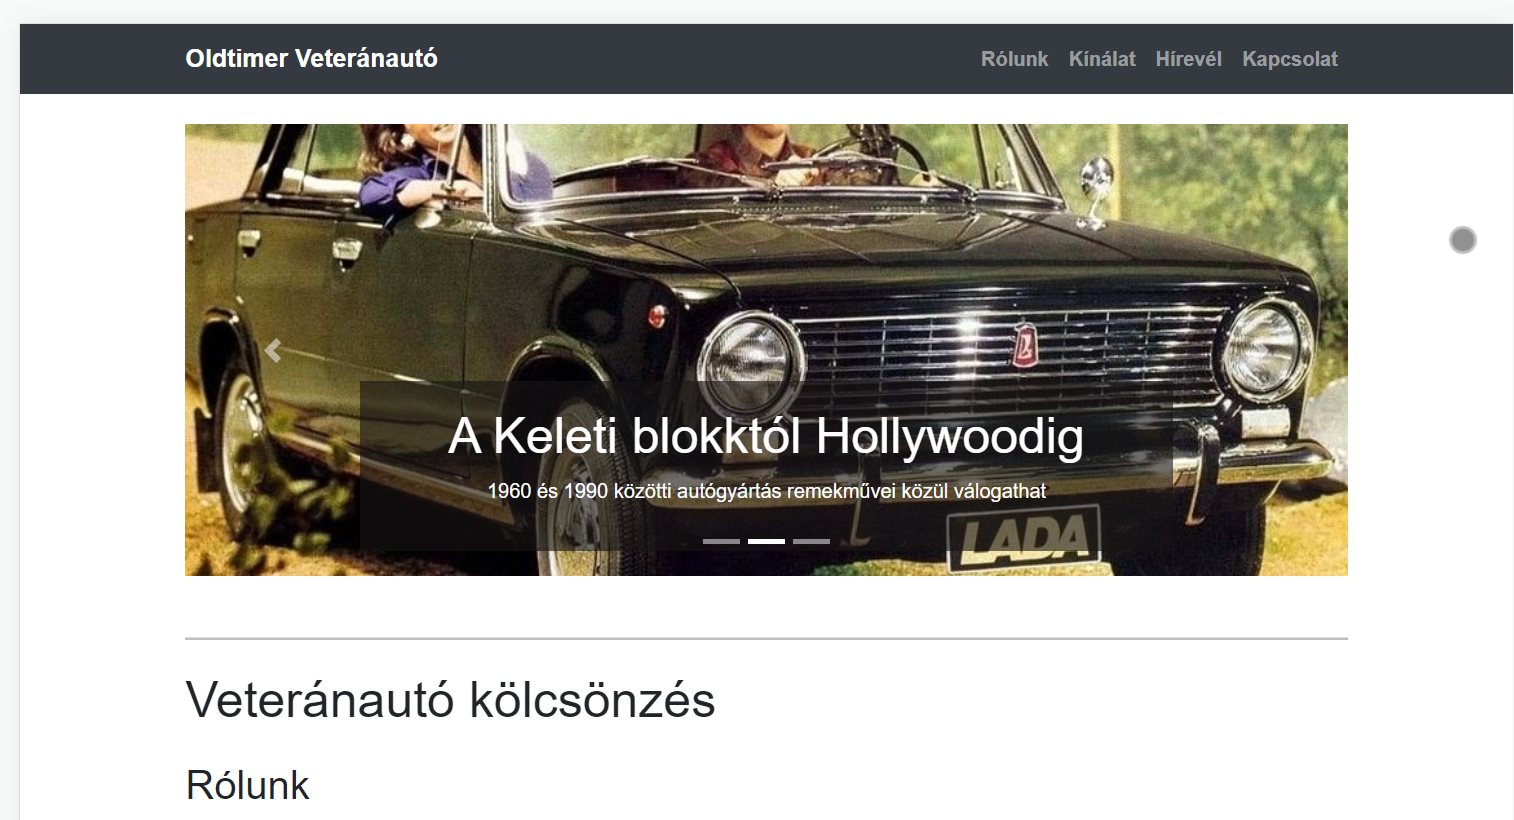 Oldtimer Veteránautó
Rólunk Kínálat Hírevél Kapcsolat
A Keleti blokktól Hollywoodig
1960 és 1990 közötti autógyártás remekművei közül válogathat
LADA
Veteránautó kölcsönzés
Rólunk